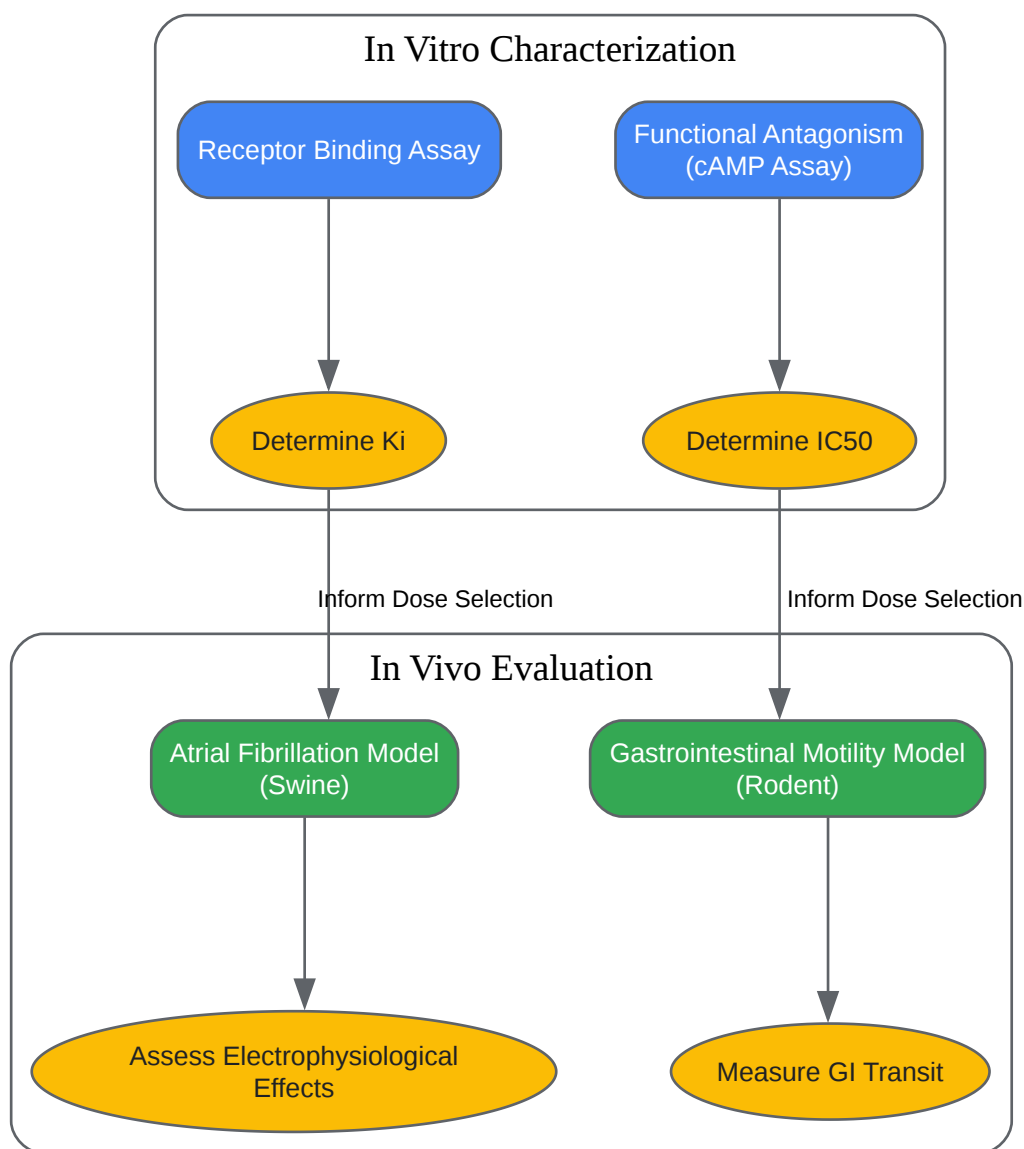 In Vitro Characterization
Receptor Binding Assay
Functional Antagonism
(cAMP Assay)
Determine Ki
Determine IC50
Inform Dose Selection
Inform Dose Selection
In Vivo Evaluation
Atrial Fibrillation Model
(Swine)
Gastrointestinal Motility Model
(Rodent)
Assess Electrophysiological
Effects
Measure GI Transit